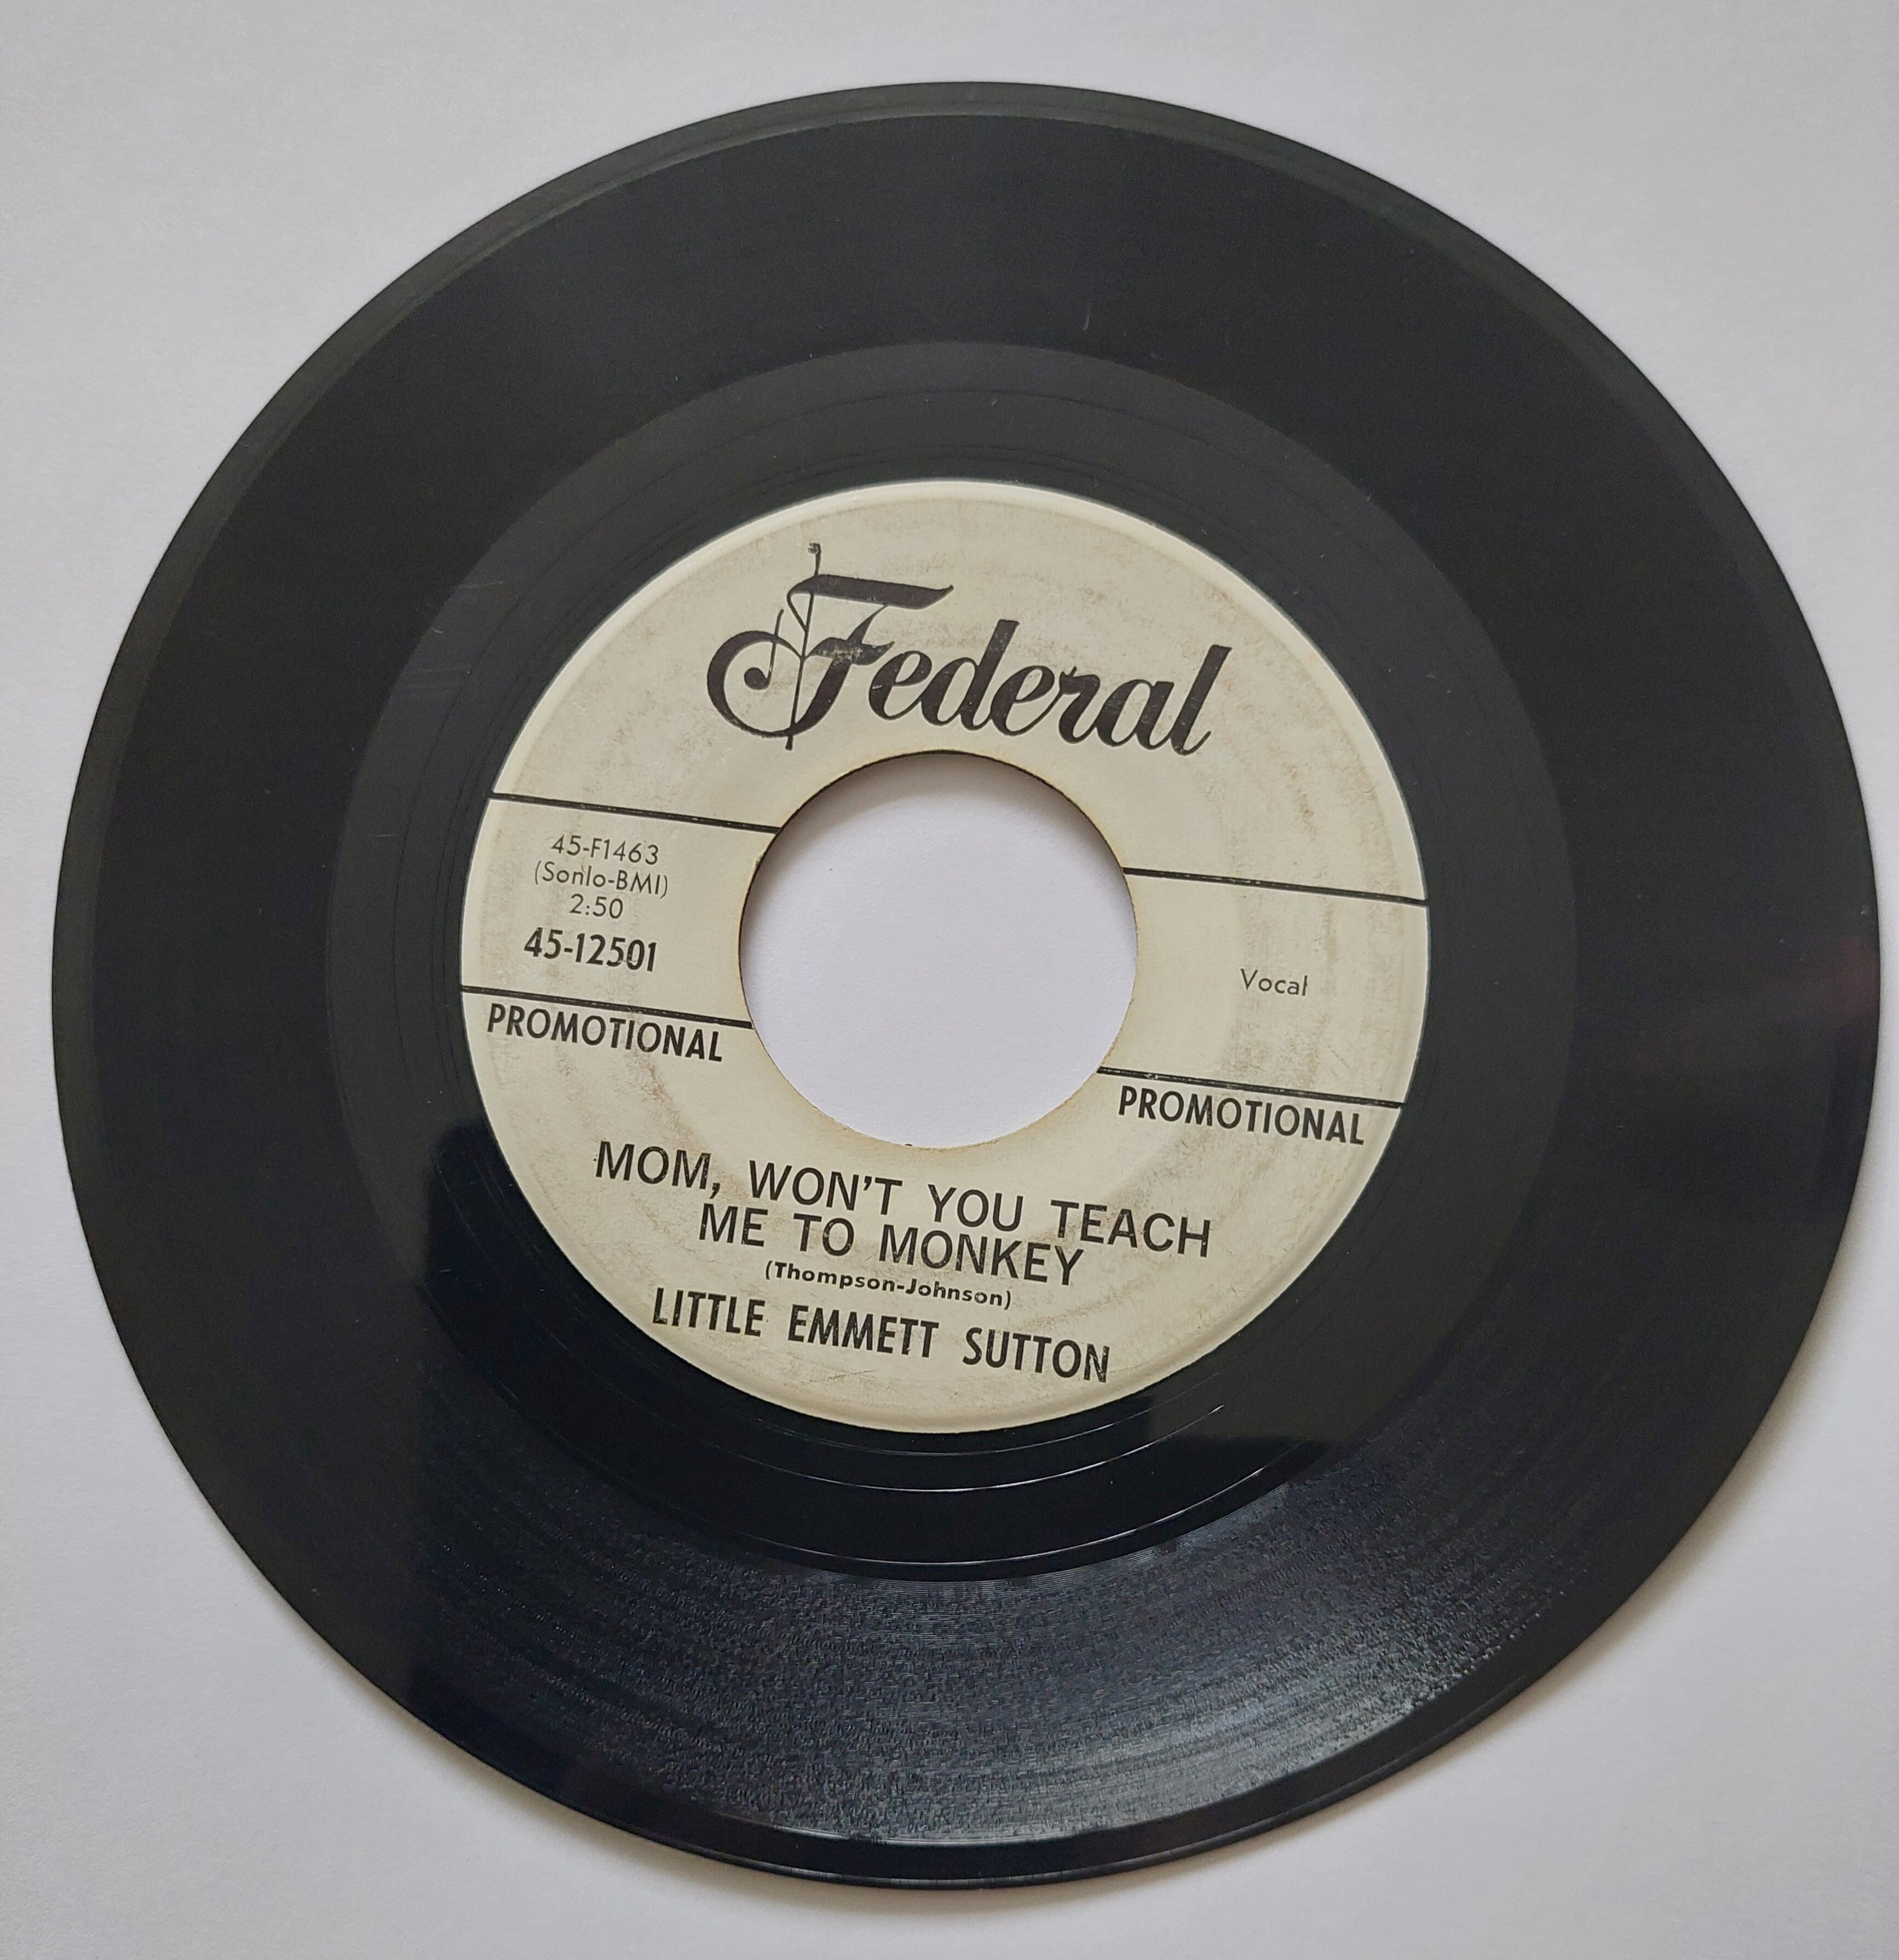 Federal
45-F1463
(Sonlo-BMI)
2:50
45-12501
Vocal
PROMOTIONAL
PROMOTIONAL
MOM, WON'T YOU TEACH
ME TO MONKEY
(Thompson-Johnson)
LITTLE EMMETT SUTTON